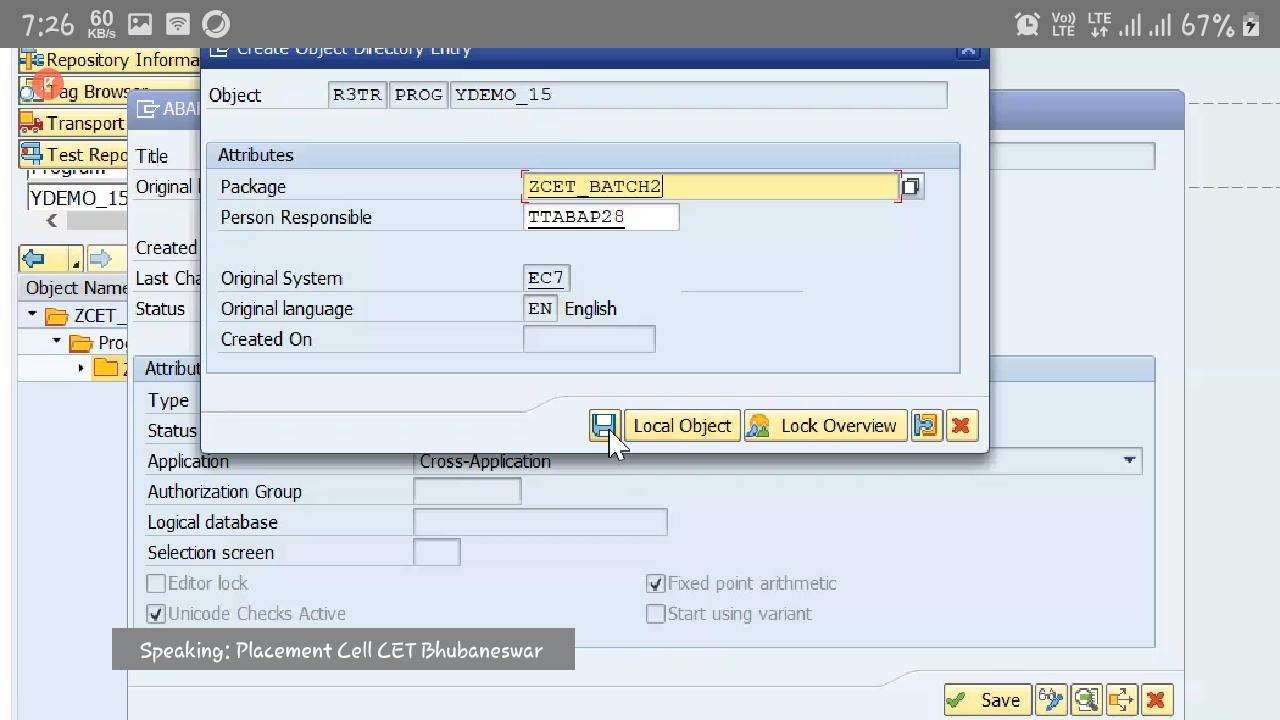 7:26 60 KB/s Vo) LTE LTE 67%
Create Object Directory Entry
Repository Informa
Tag Browser
Transport
Test Repo
Program
YDEMO_15
Object Name
ZCET_
Pro
ABA
Title
Original
Created
Last Cha
Status
Object R3TR PROG YDEMO_15
Attributes
Package ZCET_BATCH2
Person Responsible TTABAP28
Original System EC7
Original language EN English
Created On
Local Object Lock Overview
Attribut
Type
Status
Application Cross-Application
Authorization Group
Logical database
Selection screen
Editor lock Fixed point arithmetic
Unicode Checks Active Start using variant
Speaking: Placement Cell CET Bhubaneswar
Save